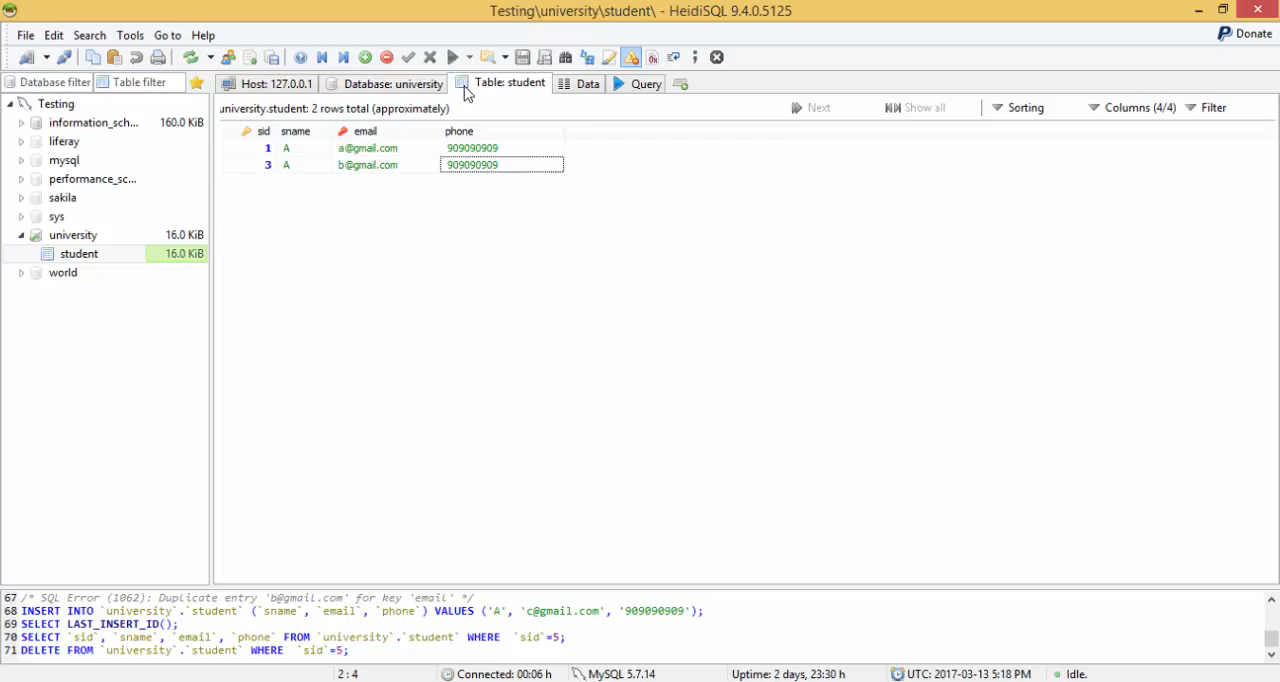 Testing\university\student\ - HeidiSQL 9.4.0.5125
File Edit Search Tools Go to Help
Donate
Database filter Table filter Host: 127.0.0.1 Database: university Table: student Data Query
university.student: 2 rows total (approximately) Next Show all Sorting Columns (4/4) Filter
Testing
information_sch... 160.0 KiB
liferay
mysql
performance_sc...
sakila
sys
university 16.0 KiB
student 16.0 KiB
world
sid sname email phone
1 A a@gmail.com 909090909
3 A b@gmail.com 909090909
67 /* SQL Error (1062): Duplicate entry 'b@gmail.com' for key 'email' */
68 INSERT INTO `university`.`student` (`sname`, `email`, `phone`) VALUES ('A', 'c@gmail.com', '909090909');
69 SELECT LAST_INSERT_ID();
70 SELECT `sid`, `sname`, `email`, `phone` FROM `university`.`student` WHERE `sid`=5;
71 DELETE FROM `university`.`student` WHERE `sid`=5;
2 : 4 Connected: 00:06 h MySQL 5.7.14 Uptime: 2 days, 23:30 h UTC: 2017-03-13 5:18 PM Idle.